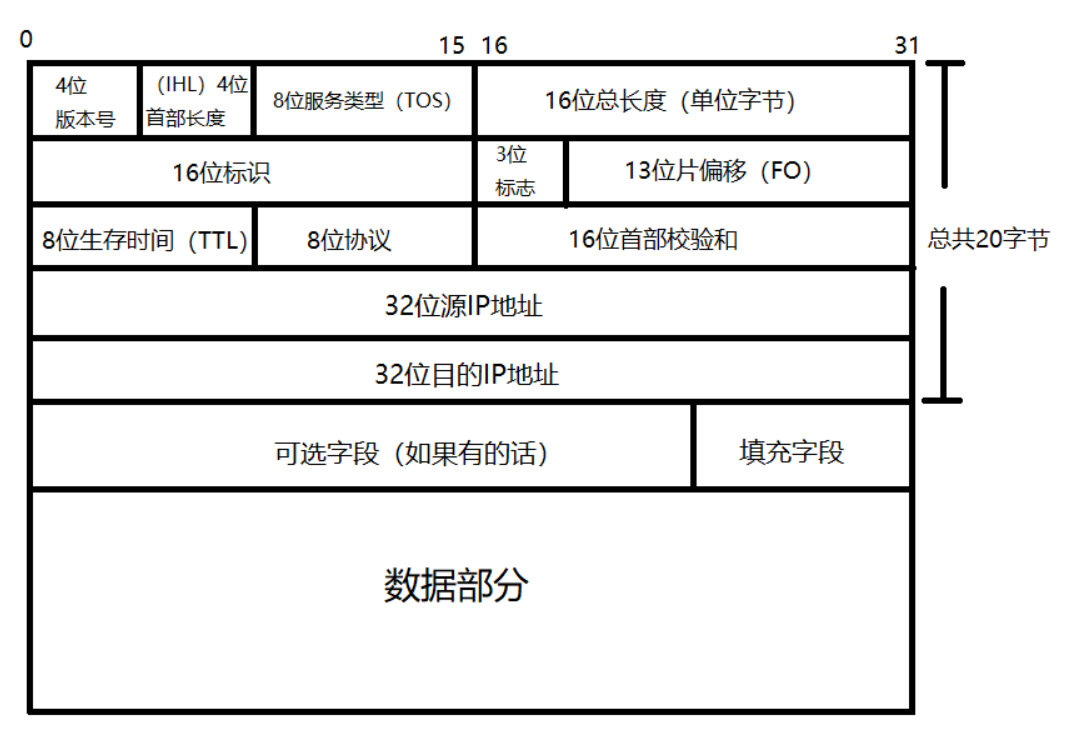 0
15 16
31
4位
版本号
（IHL）4位
首部长度
8位服务类型（TOS）
16位总长度（单位字节）
16位标识
3位
标志
13位片偏移（FO）
8位生存时间（TTL）
8位协议
16位首部校验和
总共20字节
32位源IP地址
32位目的IP地址
可选字段（如果有的话）
填充字段
数据部分